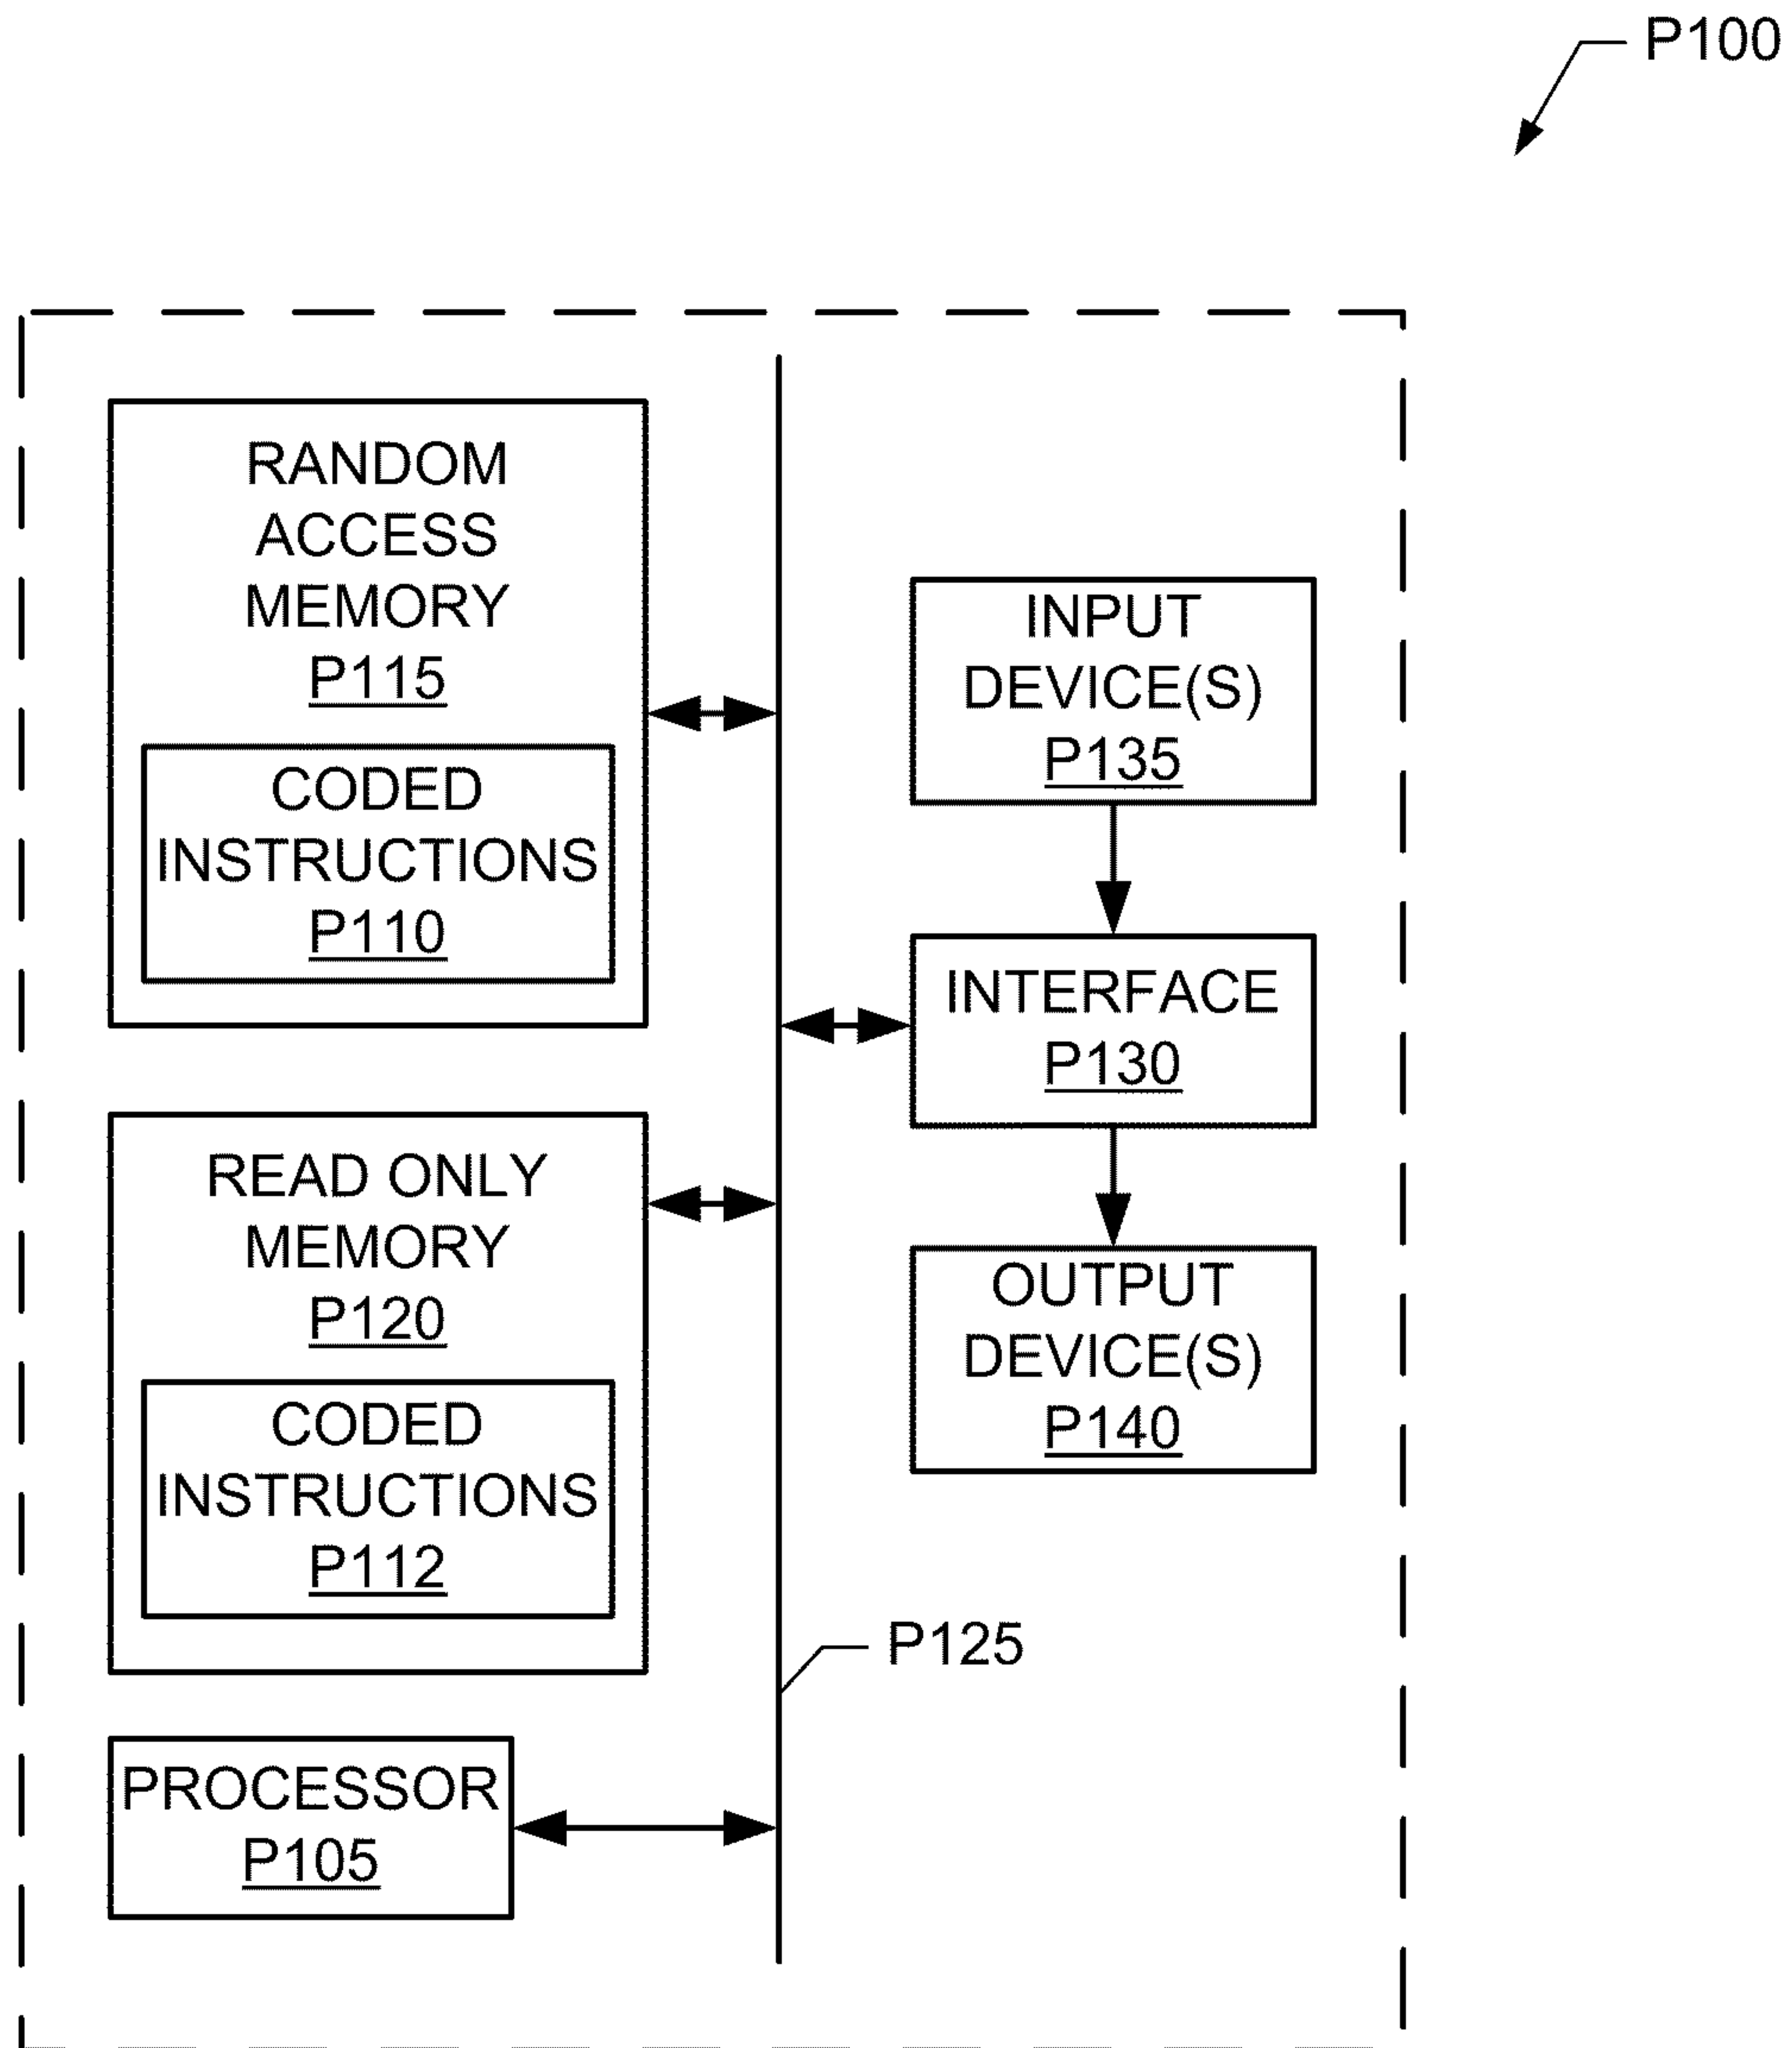 P100
RANDOM
ACCESS
MEMORY
P115
CODED
INSTRUCTIONS
P110
READ ONLY
MEMORY
P120
CODED
INSTRUCTIONS
P112
PROCESSOR
P105
INPUT
DEVICE(S)
P135
INTERFACE
P130
OUTPUT
DEVICE(S)
P140
P125